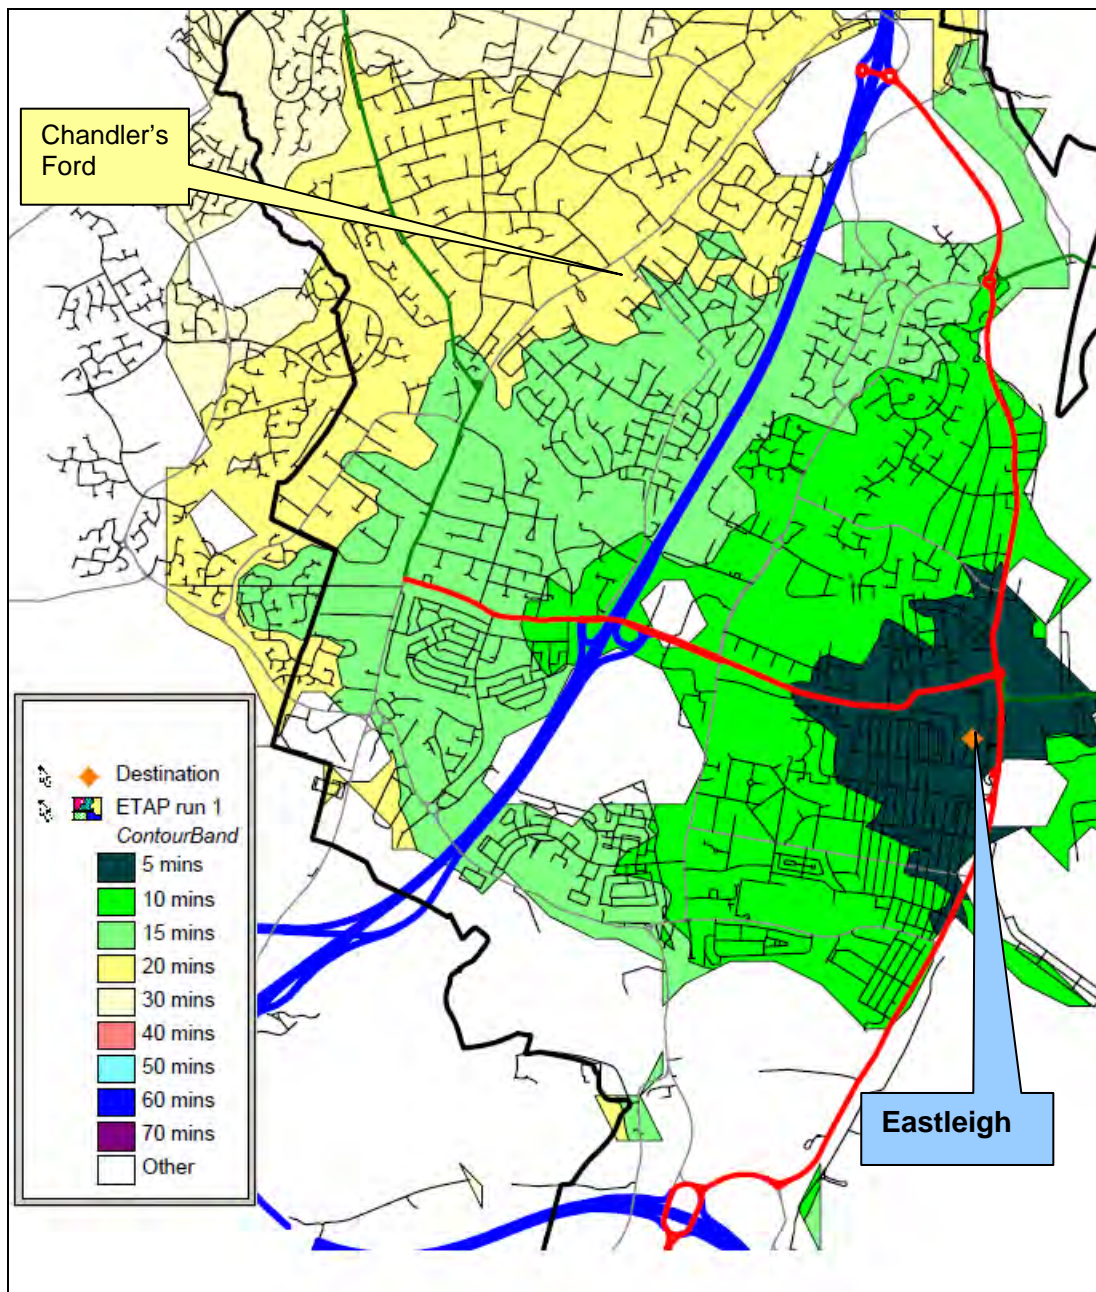 Chandler's
Ford
Destination
ETAP run 1
ContourBand
5 mins
10 mins
15 mins
20 mins
30 mins
40 mins
50 mins
60 mins
70 mins
Other
Eastleigh